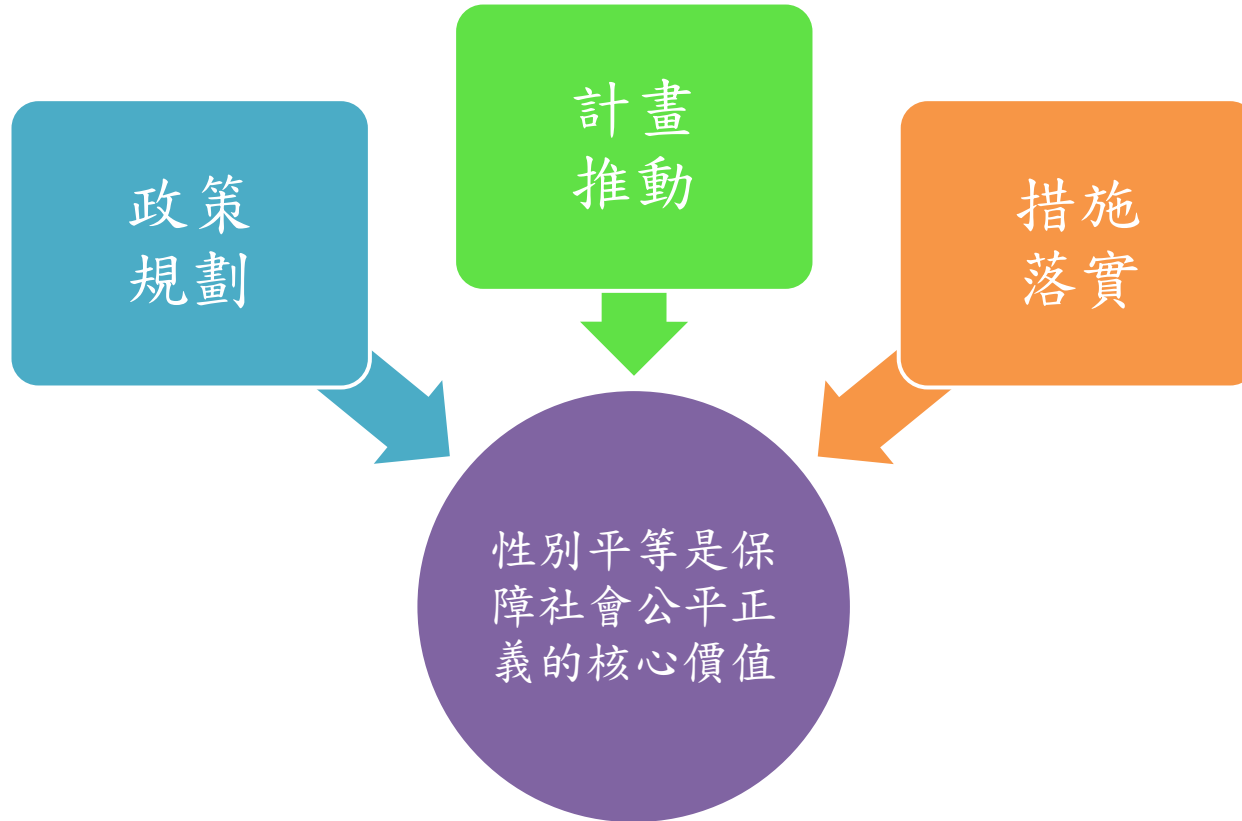 政策
規劃
計畫
推動
措施
落實
性別平等是保
障社會公平正
義的核心價值